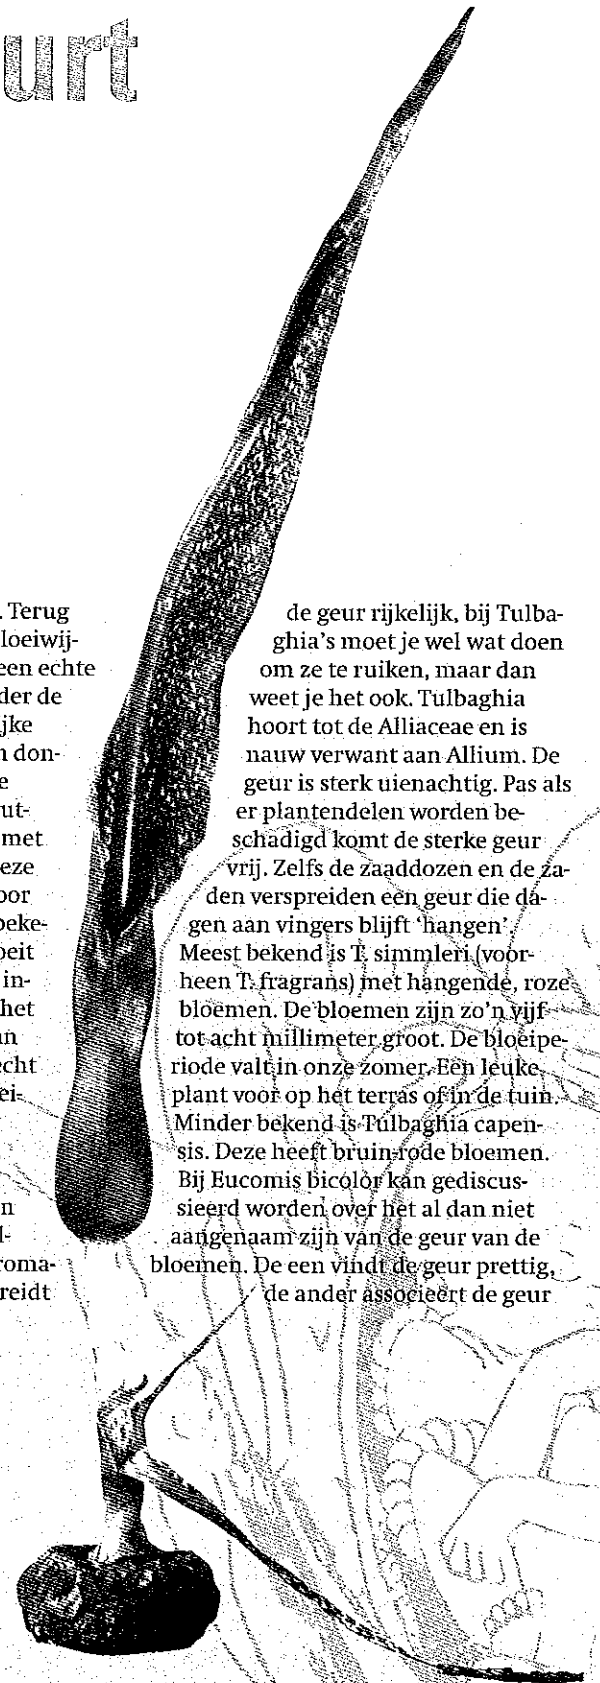 urt
. Terug
loeiwij-
een echte
der de
jke
n don-
e
ut-
met
eze
oor
beke-
oeit
in-
het
an
echt
ei-
n
l-
roma-
reidt
de geur rijkelijk, bij Tulba-
ghia's moet je wel wat doen
om ze te ruiken, maar dan
weet je het ook. Tulbaghia
hoort tot de Alliaceae en is
nauw verwant aan Allium. De
geur is sterk uienachtig. Pas als
er plantendelen worden be-
schadigd komt de sterke geur
vrij. Zelfs de zaaddozen en de za-
den verspreiden een geur die da-
gen aan vingers blijft 'hangen'.
Meest bekend is T. simmleri (voor-
heen T. fragrans) met hangende, roze
bloemen. De bloemen zijn zo'n vijf
tot acht millimeter groot. De bloeipe-
riode valt in onze zomer. Een leuke
plant voor op het terras of in de tuin.
Minder bekend is Tulbaghia capen-
sis. Deze heeft bruin-rode bloemen.
Bij Eucomis bicolor kan gediscus-
sieerd worden over het al dan niet
aangenaam zijn van de geur van de
bloemen. De een vindt de geur prettig,
de ander associeert de geur